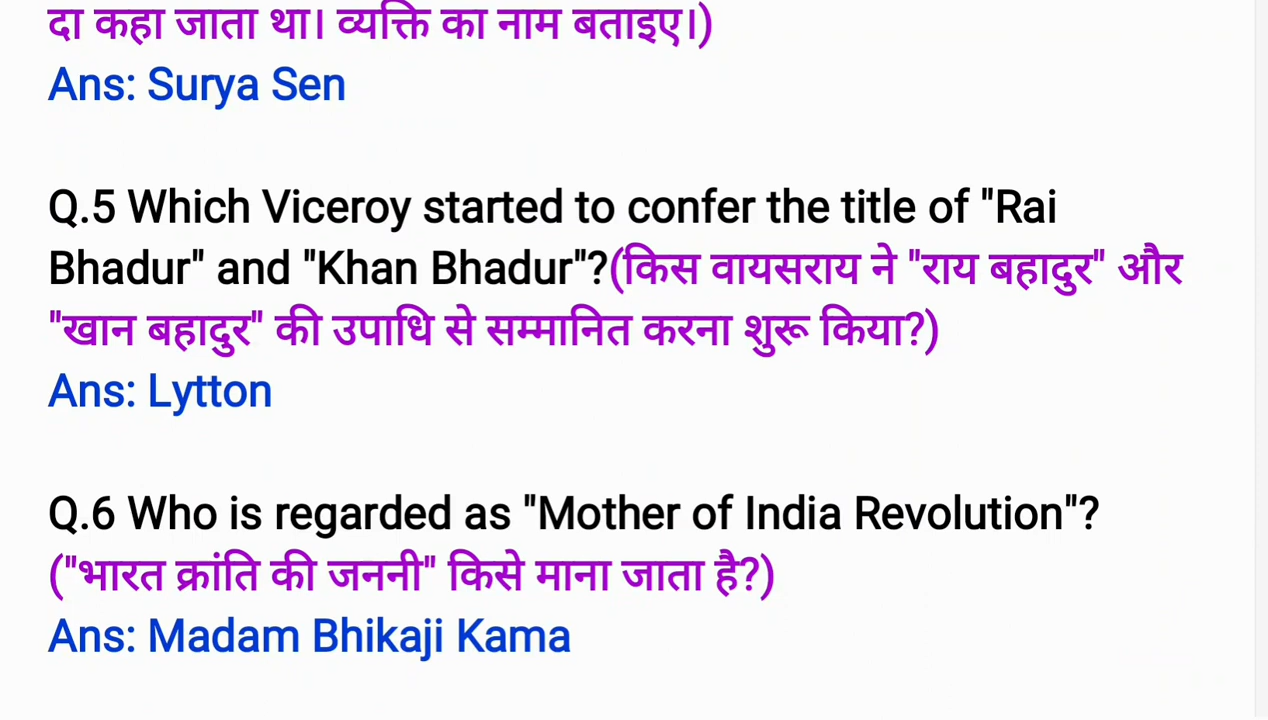 दा कहा जाता था। व्यक्ति का नाम बताइए।)
Ans: Surya Sen
Q.5 Which Viceroy started to confer the title of "Rai
Bhadur" and "Khan Bhadur"?(किस वायसराय ने "राय बहादुर" और
"खान बहादुर" की उपाधि से सम्मानित करना शुरू किया?)
Ans: Lytton
Q.6 Who is regarded as "Mother of India Revolution"?
("भारत क्रांति की जननी" किसे माना जाता है?)
Ans: Madam Bhikaji Kama